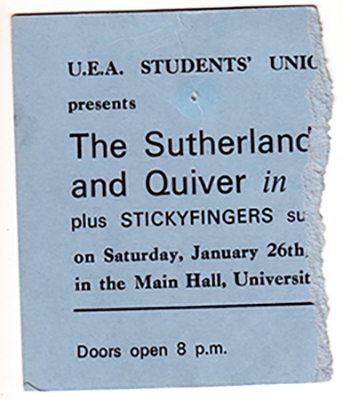 U.E.A. STUDENTS' UNIC
presents
The Sutherland
and Quiver in
plus STICKYFINGERS su
on Saturday, January 26th,
in the Main Hall, Universit
Doors open 8 p.m.